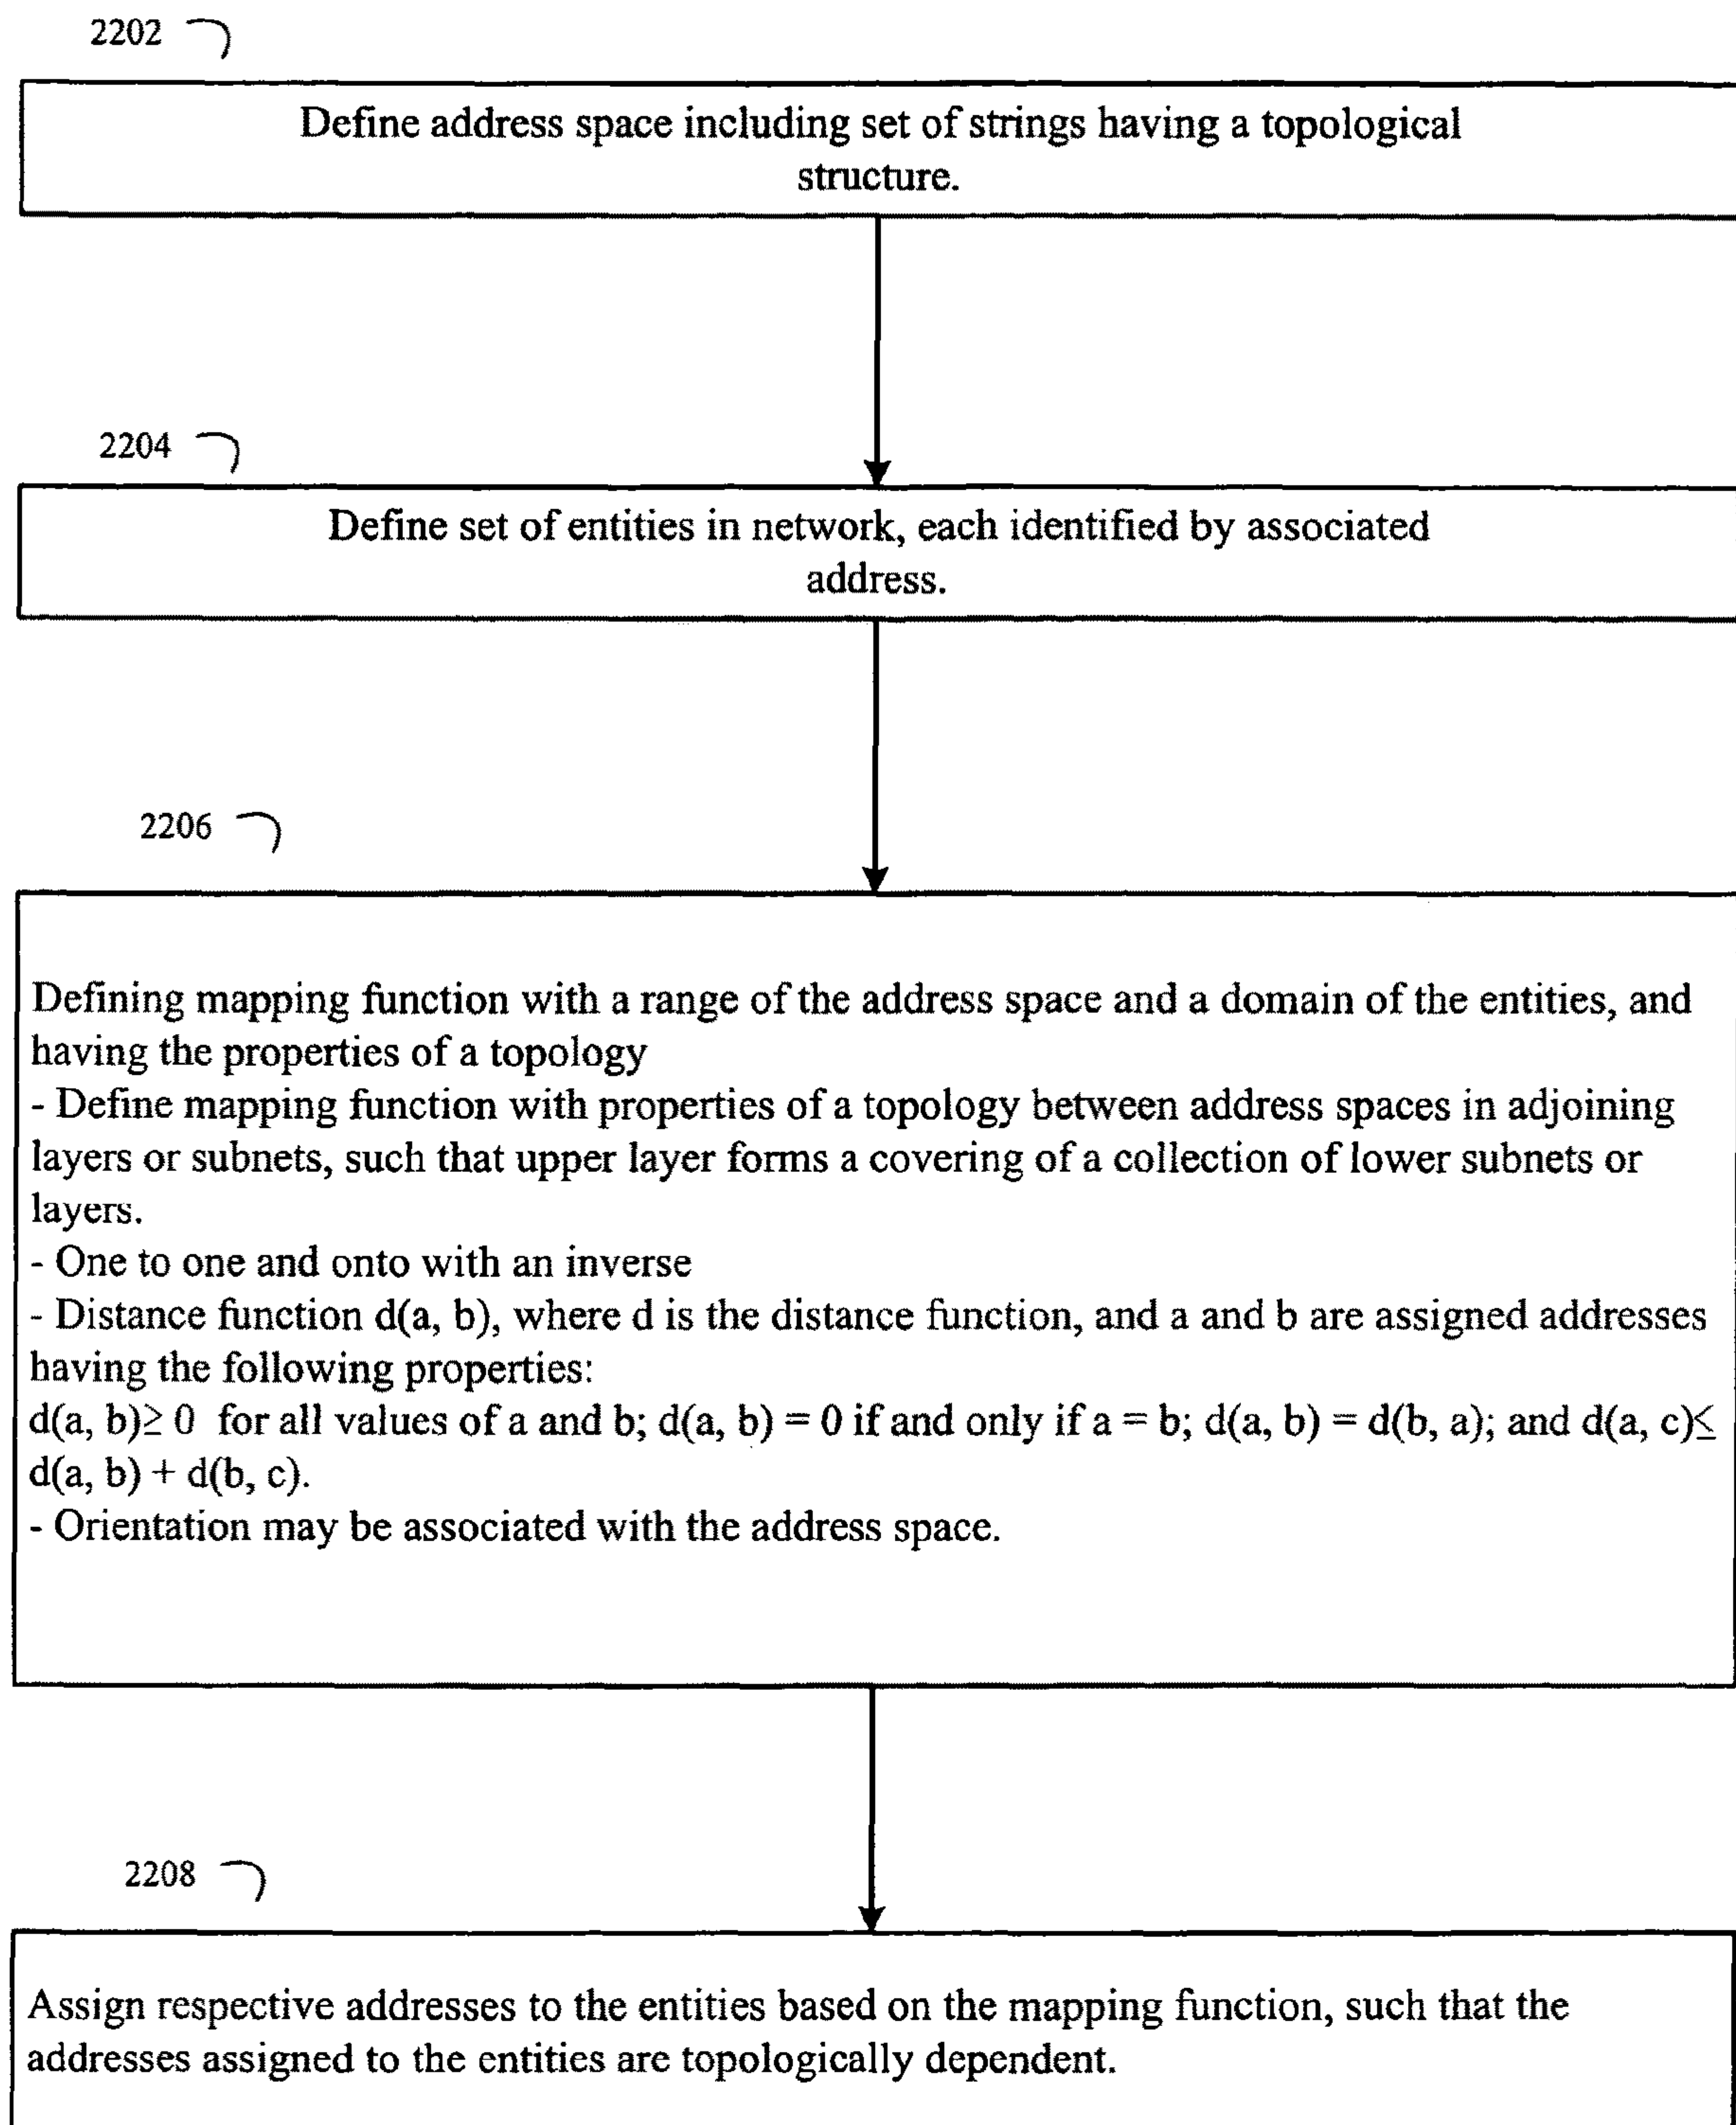 2202
Define address space including set of strings having a topological
structure.
2204
Define set of entities in network, each identified by associated
address.
2206
Defining mapping function with a range of the address space and a domain of the entities, and
having the properties of a topology
- Define mapping function with properties of a topology between address spaces in adjoining
layers or subnets, such that upper layer forms a covering of a collection of lower subnets or
layers.
- One to one and onto with an inverse
- Distance function d(a, b), where d is the distance function, and a and b are assigned addresses
having the following properties:
d(a, b)≥ 0  for all values of a and b; d(a, b) = 0 if and only if a = b; d(a, b) = d(b, a); and d(a, c)≤
d(a, b) + d(b, c).
- Orientation may be associated with the address space.
2208
Assign respective addresses to the entities based on the mapping function, such that the
addresses assigned to the entities are topologically dependent.